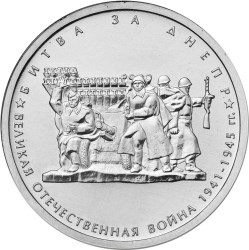 БИТВА ЗА ДНЕПР
ВЕЛИКАЯ ОТЕЧЕСТВЕННАЯ ВОЙНА 1941-1945 ГГ.